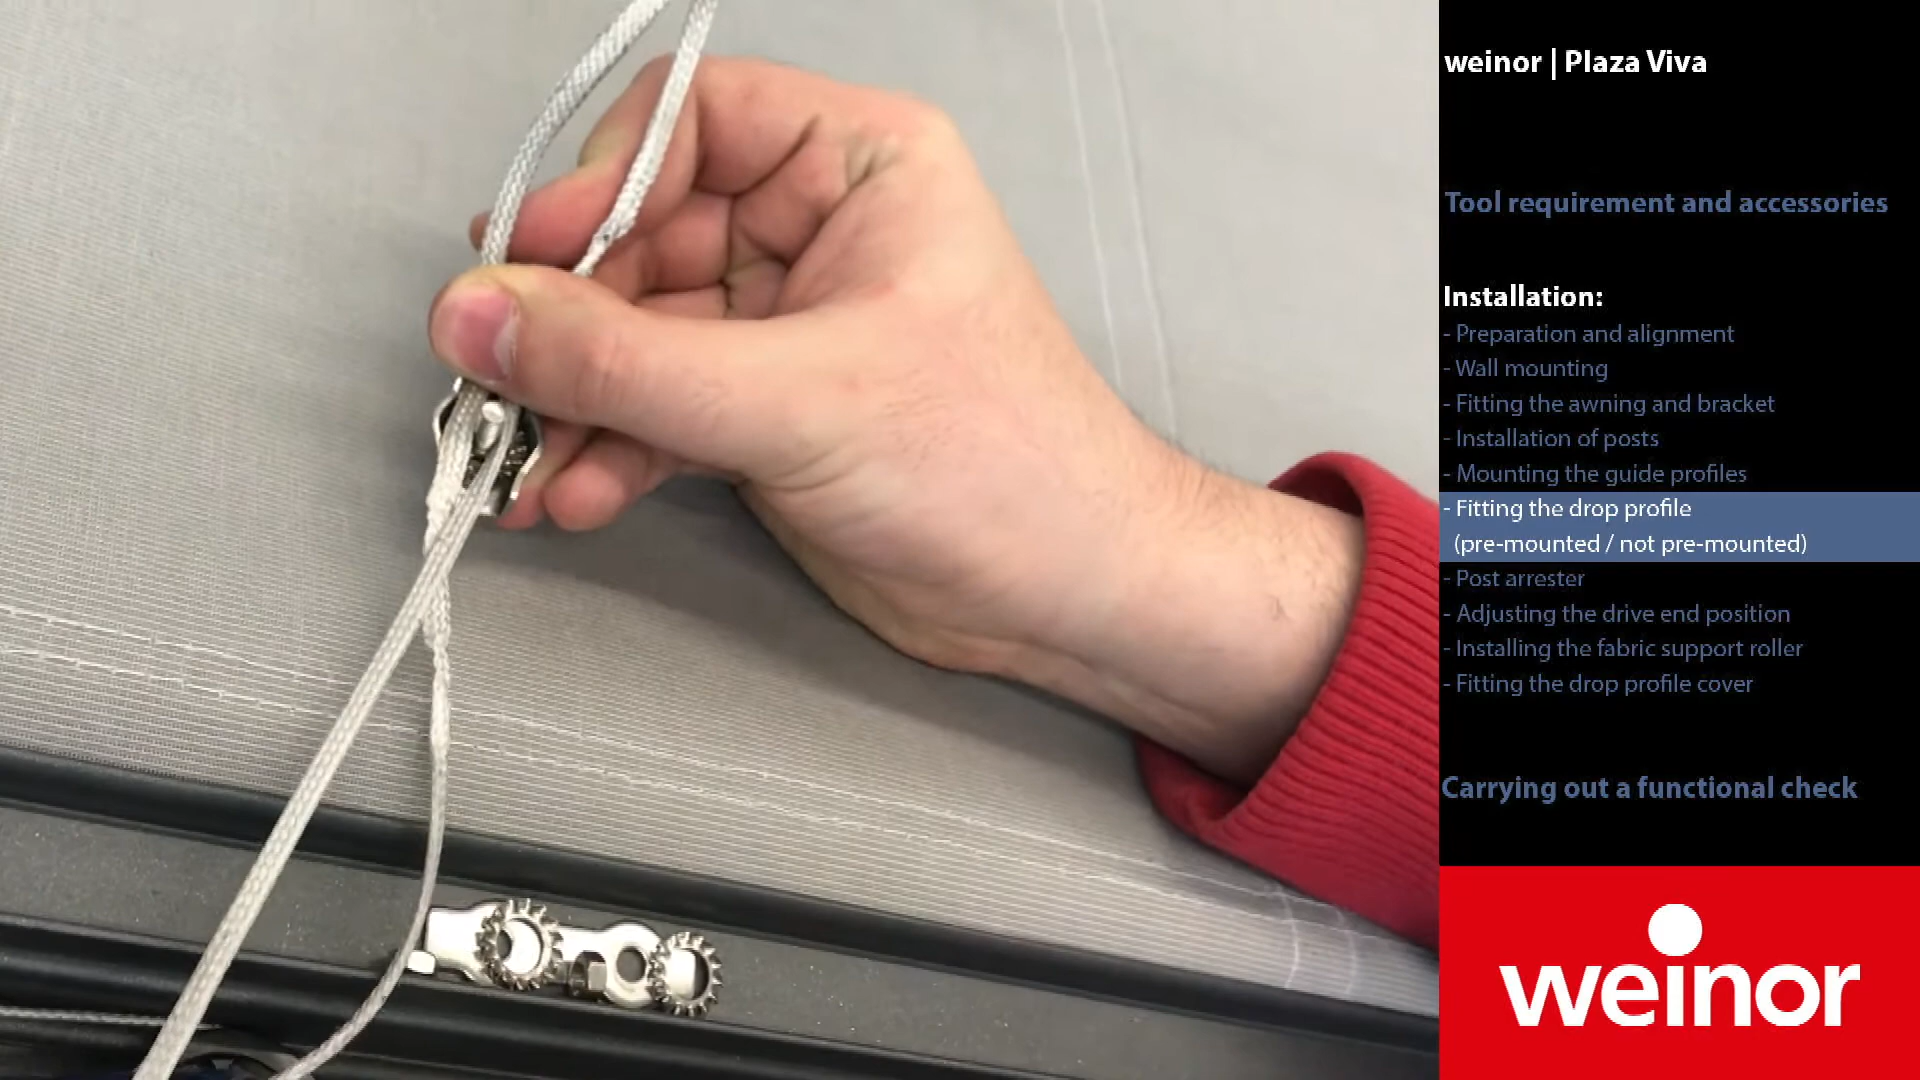 weinor | Plaza Viva
Tool requirement and accessories
Installation:
- Preparation and alignment
- Wall mounting
- Fitting the awning and bracket
- Installation of posts
- Mounting the guide profiles
- Fitting the drop profile
(pre-mounted / not pre-mounted)
- Post arrester
- Adjusting the drive end position
- Installing the fabric support roller
- Fitting the drop profile cover
Carrying out a functional check
weinor